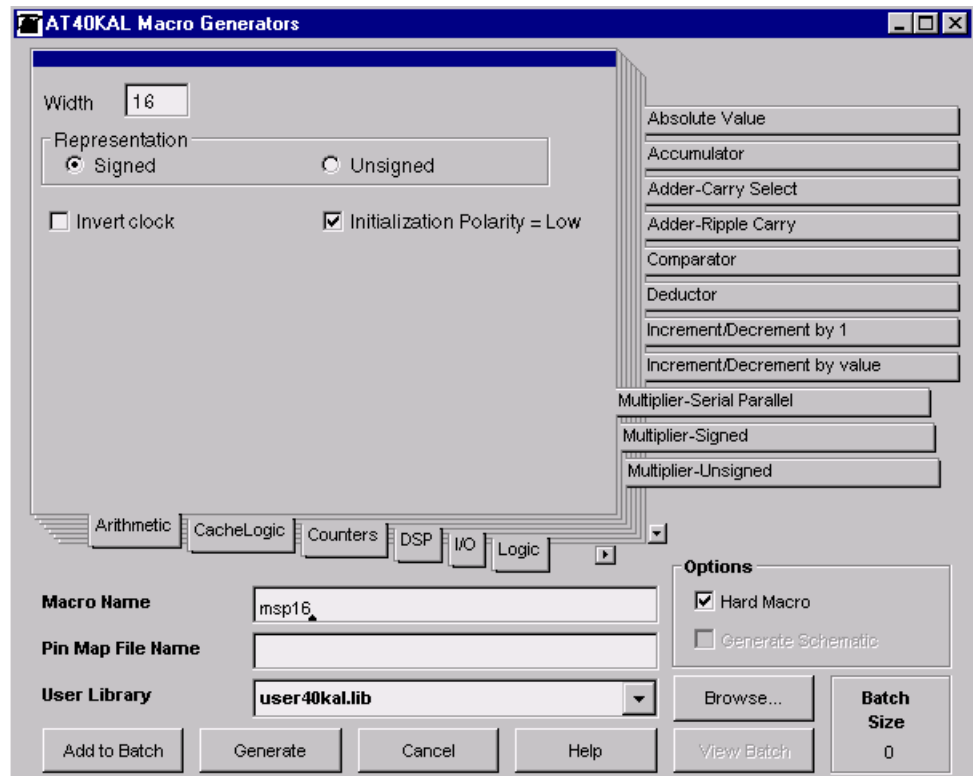 AT40KAL Macro Generators
Width 16
Representation
Signed Unsigned
Invert clock Initialization Polarity = Low
Absolute Value
Accumulator
Adder-Carry Select
Adder-Ripple Carry
Comparator
Deductor
Increment/Decrement by 1
Increment/Decrement by value
Multiplier-Serial Parallel
Multiplier-Signed
Multiplier-Unsigned
Arithmetic CacheLogic Counters DSP I/O Logic
Options
Macro Name msp16 Hard Macro
Pin Map File Name Generate Schematic
User Library user40kal.lib Browse... Batch Size
Add to Batch Generate Cancel Help View Batch 0